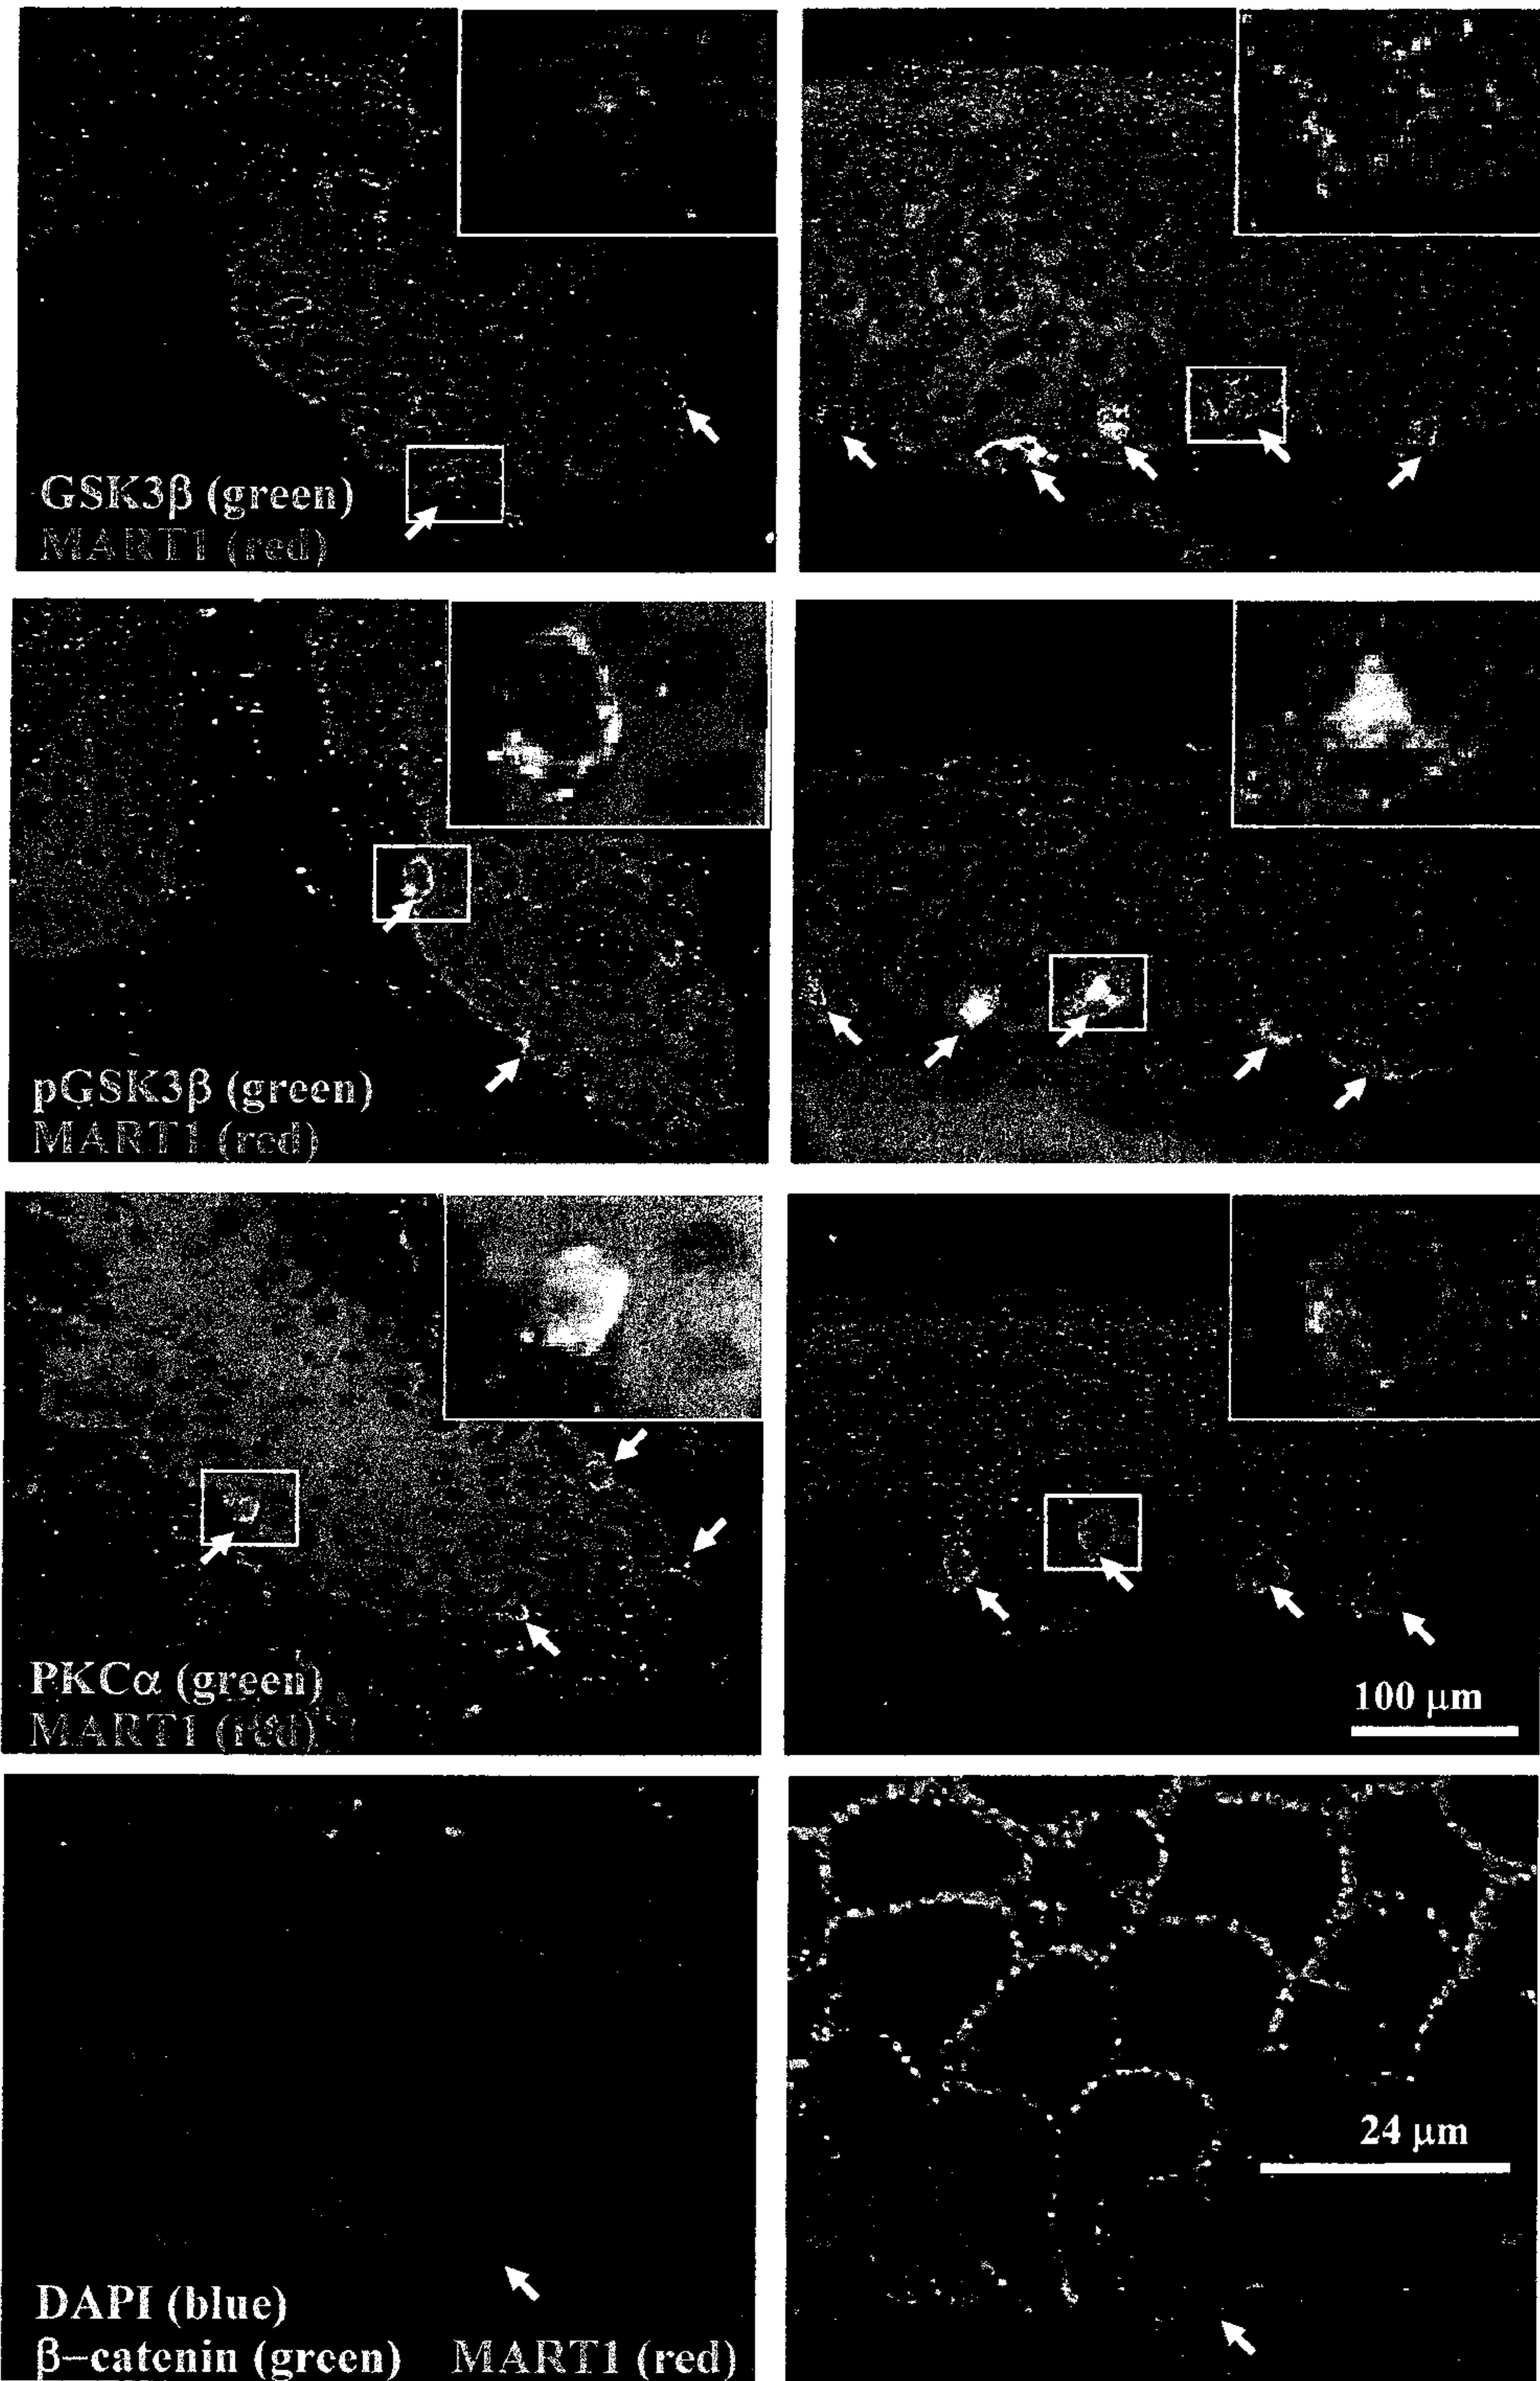 GSK3β (green)
MART1 (red)
pGSK3β (green)
MART1 (red)
PKCα (green)
MART1 (red)
100 μm
24 μm
DAPI (blue)
β–catenin (green) MART1 (red)